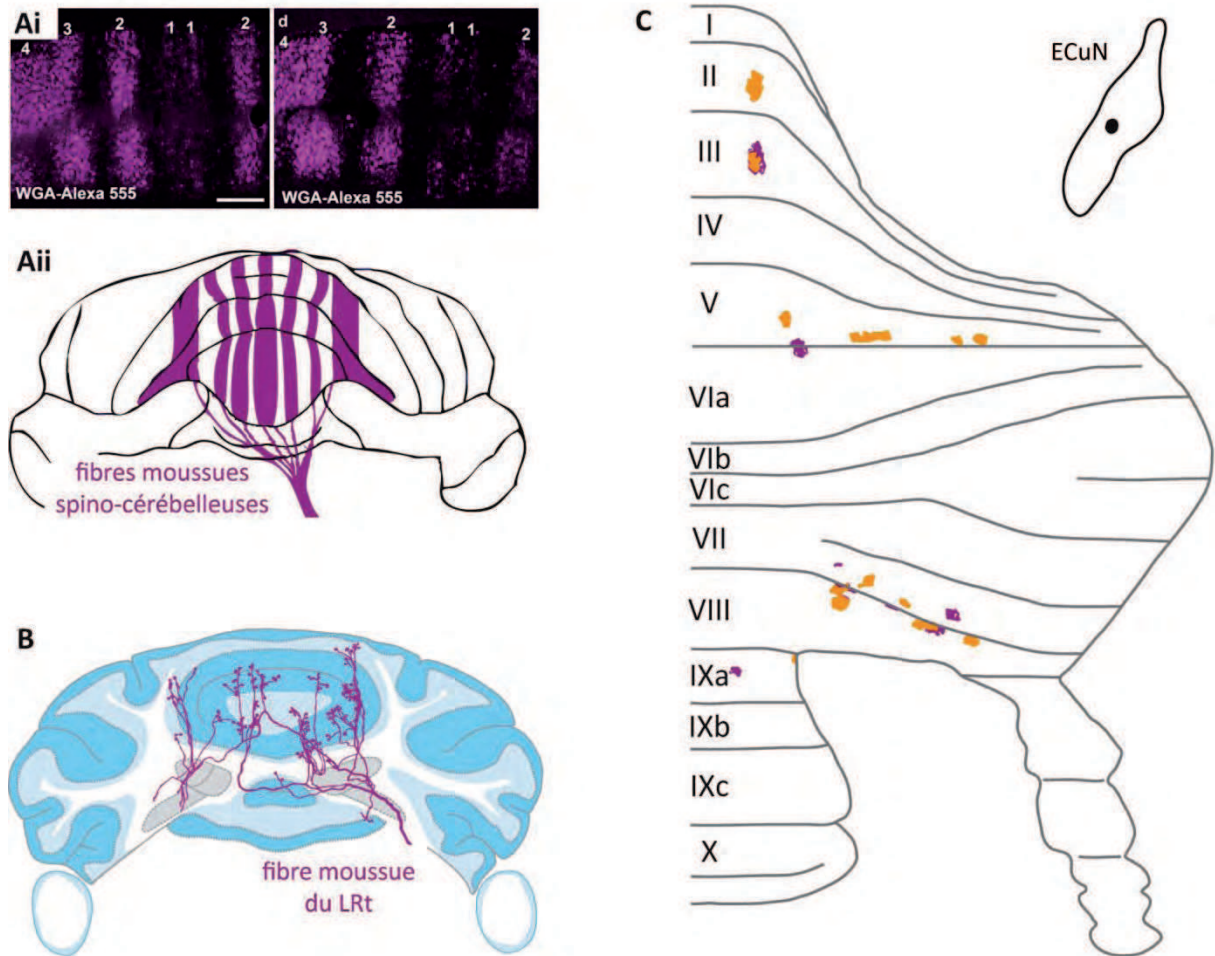 Ai
3 2 1 1 2
4
WGA-Alexa 555
d
3 2 1 1 2
4
WGA-Alexa 555
Aii
fibres moussues
spino-cérébelleuses
B
fibre moussue
du LRt
C
ECuN
I
II
III
IV
V
VIa
VIb
VIc
VII
VIII
IXa
IXb
IXc
X